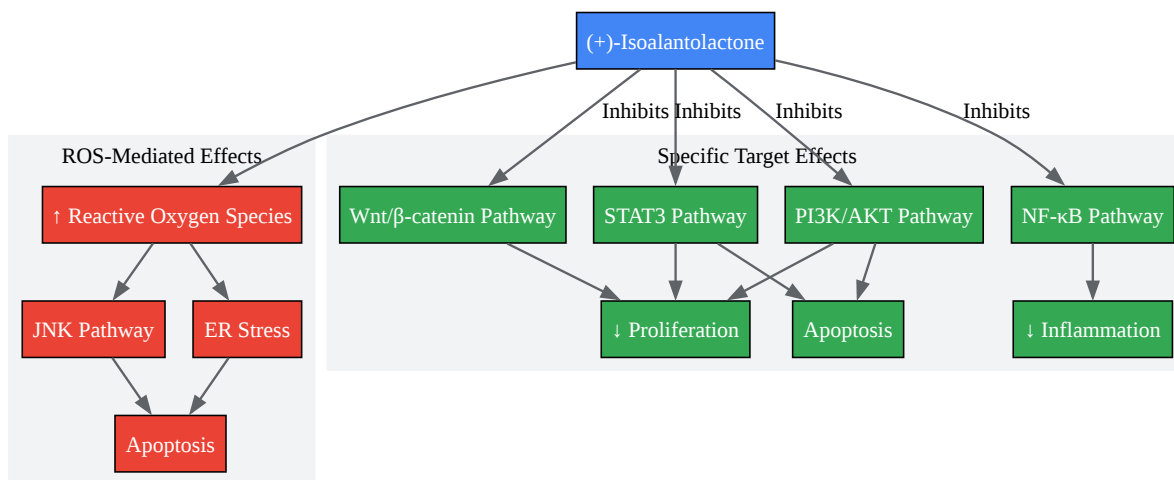 (+)-Isoalantolactone
Inhibits
Inhibits
Inhibits
Inhibits
ROS-Mediated Effects
Specific Target Effects
↑ Reactive Oxygen Species
Wnt/β-catenin Pathway
STAT3 Pathway
PI3K/AKT Pathway
NF-κB Pathway
JNK Pathway
ER Stress
↓ Proliferation
Apoptosis
↓ Inflammation
Apoptosis